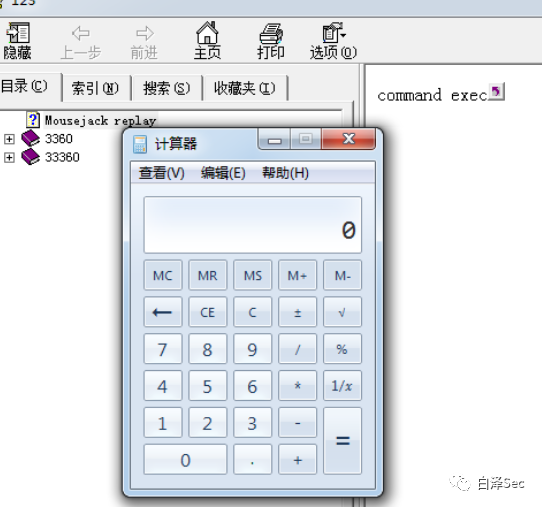 123
隐藏 上一步 前进 主页 打印 选项(O)
目录(C) 索引(N) 搜索(S) 收藏夹(I)
Mousejack replay
3360
33360
command exec
计算器
查看(V) 编辑(E) 帮助(H)
0
MC MR MS M+ M-
← CE C ± √
7 8 9 / %
4 5 6 * 1/x
1 2 3 - =
0 . +
白泽Sec